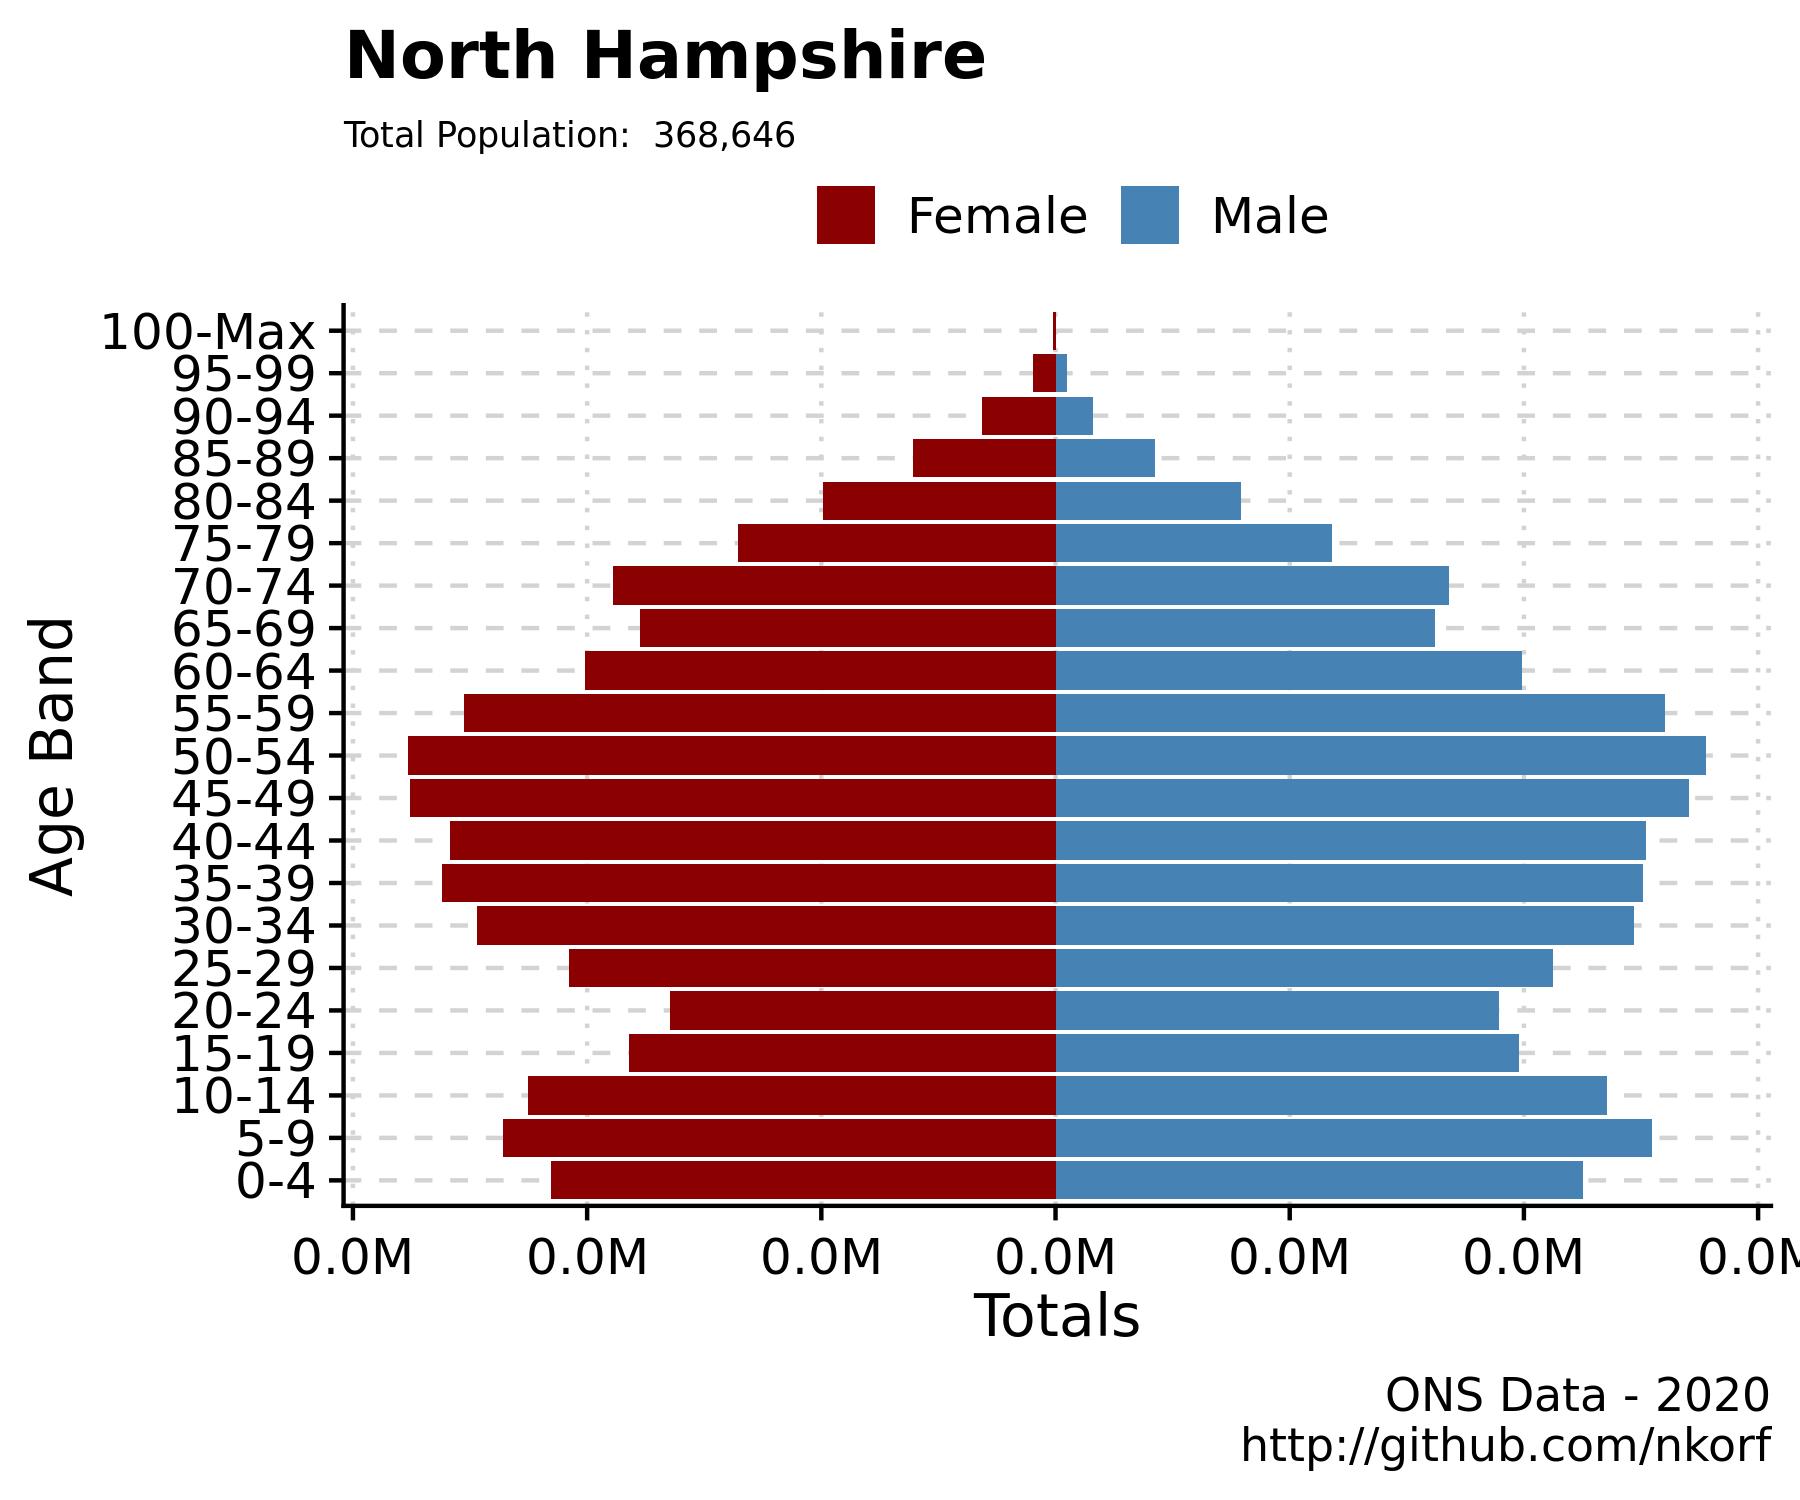 North Hampshire
Total Population:  368,646
Female Male
100-Max
95-99
90-94
85-89
80-84
75-79
70-74
65-69
60-64
55-59
50-54
45-49
40-44
35-39
30-34
25-29
20-24
15-19
10-14
5-9
0-4
Age Band
0.0M 0.0M 0.0M 0.0M 0.0M 0.0M 0.0M
Totals
ONS Data - 2020
http://github.com/nkorf